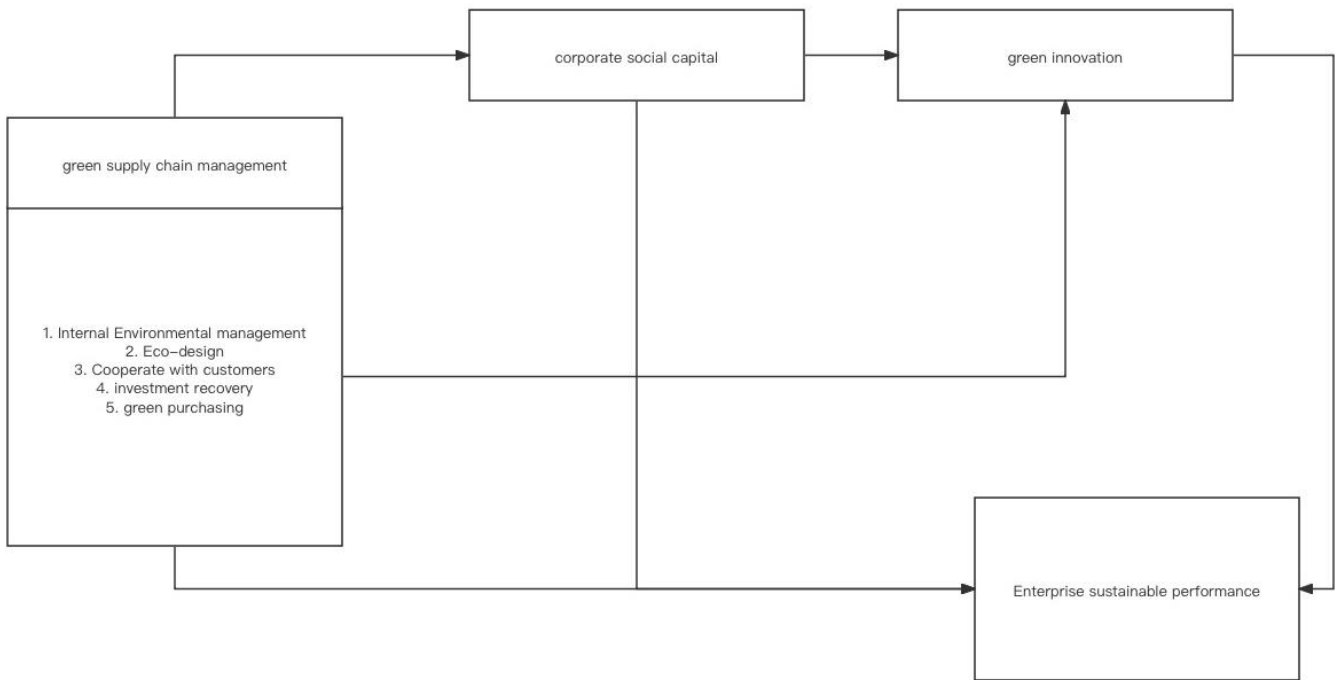 corporate social capital
green innovation
green supply chain management
1. Internal Environmental management
2. Eco-design
3. Cooperate with customers
4. investment recovery
5. green purchasing
Enterprise sustainable performance